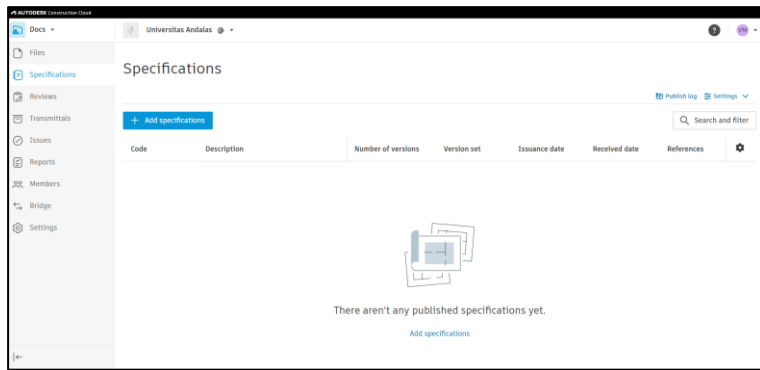 AUTODESK Construction Cloud
Docs
Universitas Andalas
?
VM
Files
Specifications
Reviews
Transmittals
Issues
Reports
Members
Bridge
Settings
Specifications
Publish log Settings
+ Add specifications
Search and filter
Code Description Number of versions Version set Issuance date Received date References
There aren't any published specifications yet.
Add specifications